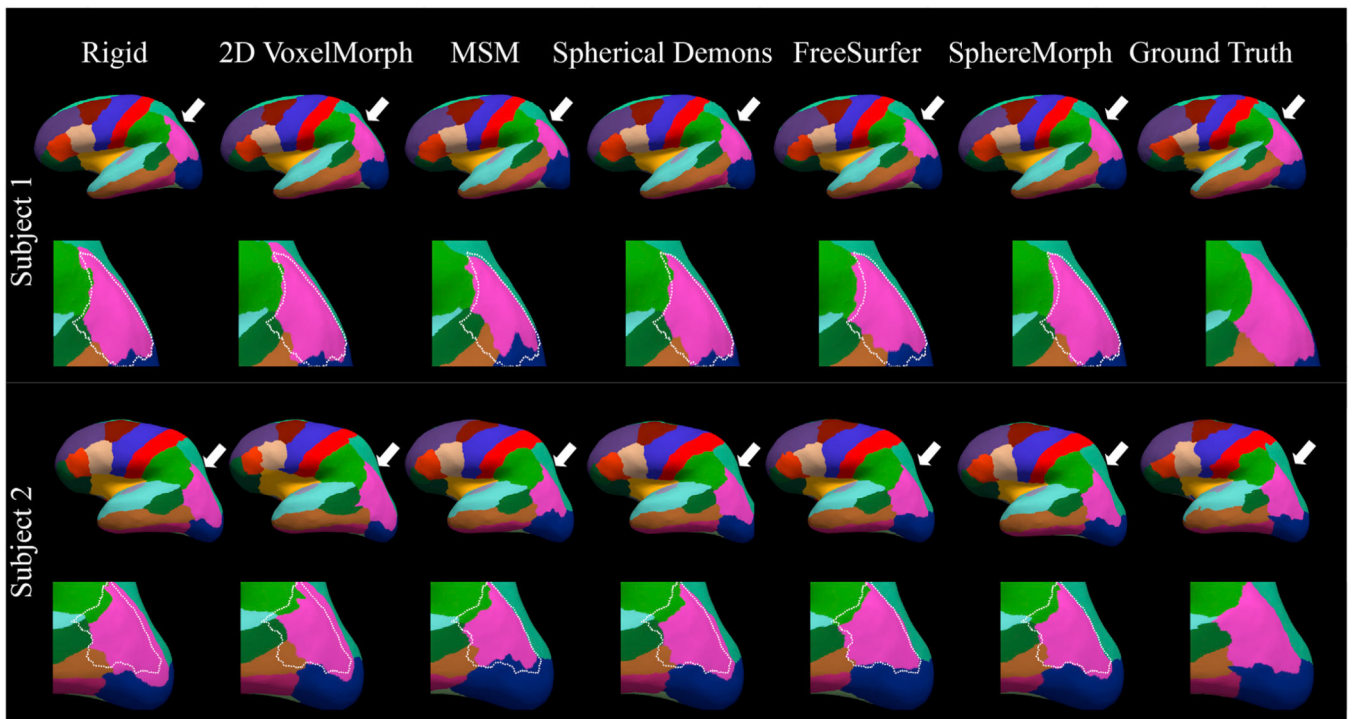 Rigid 2D VoxelMorph MSM Spherical Demons FreeSurfer SphereMorph Ground Truth
Subject 1
Subject 2